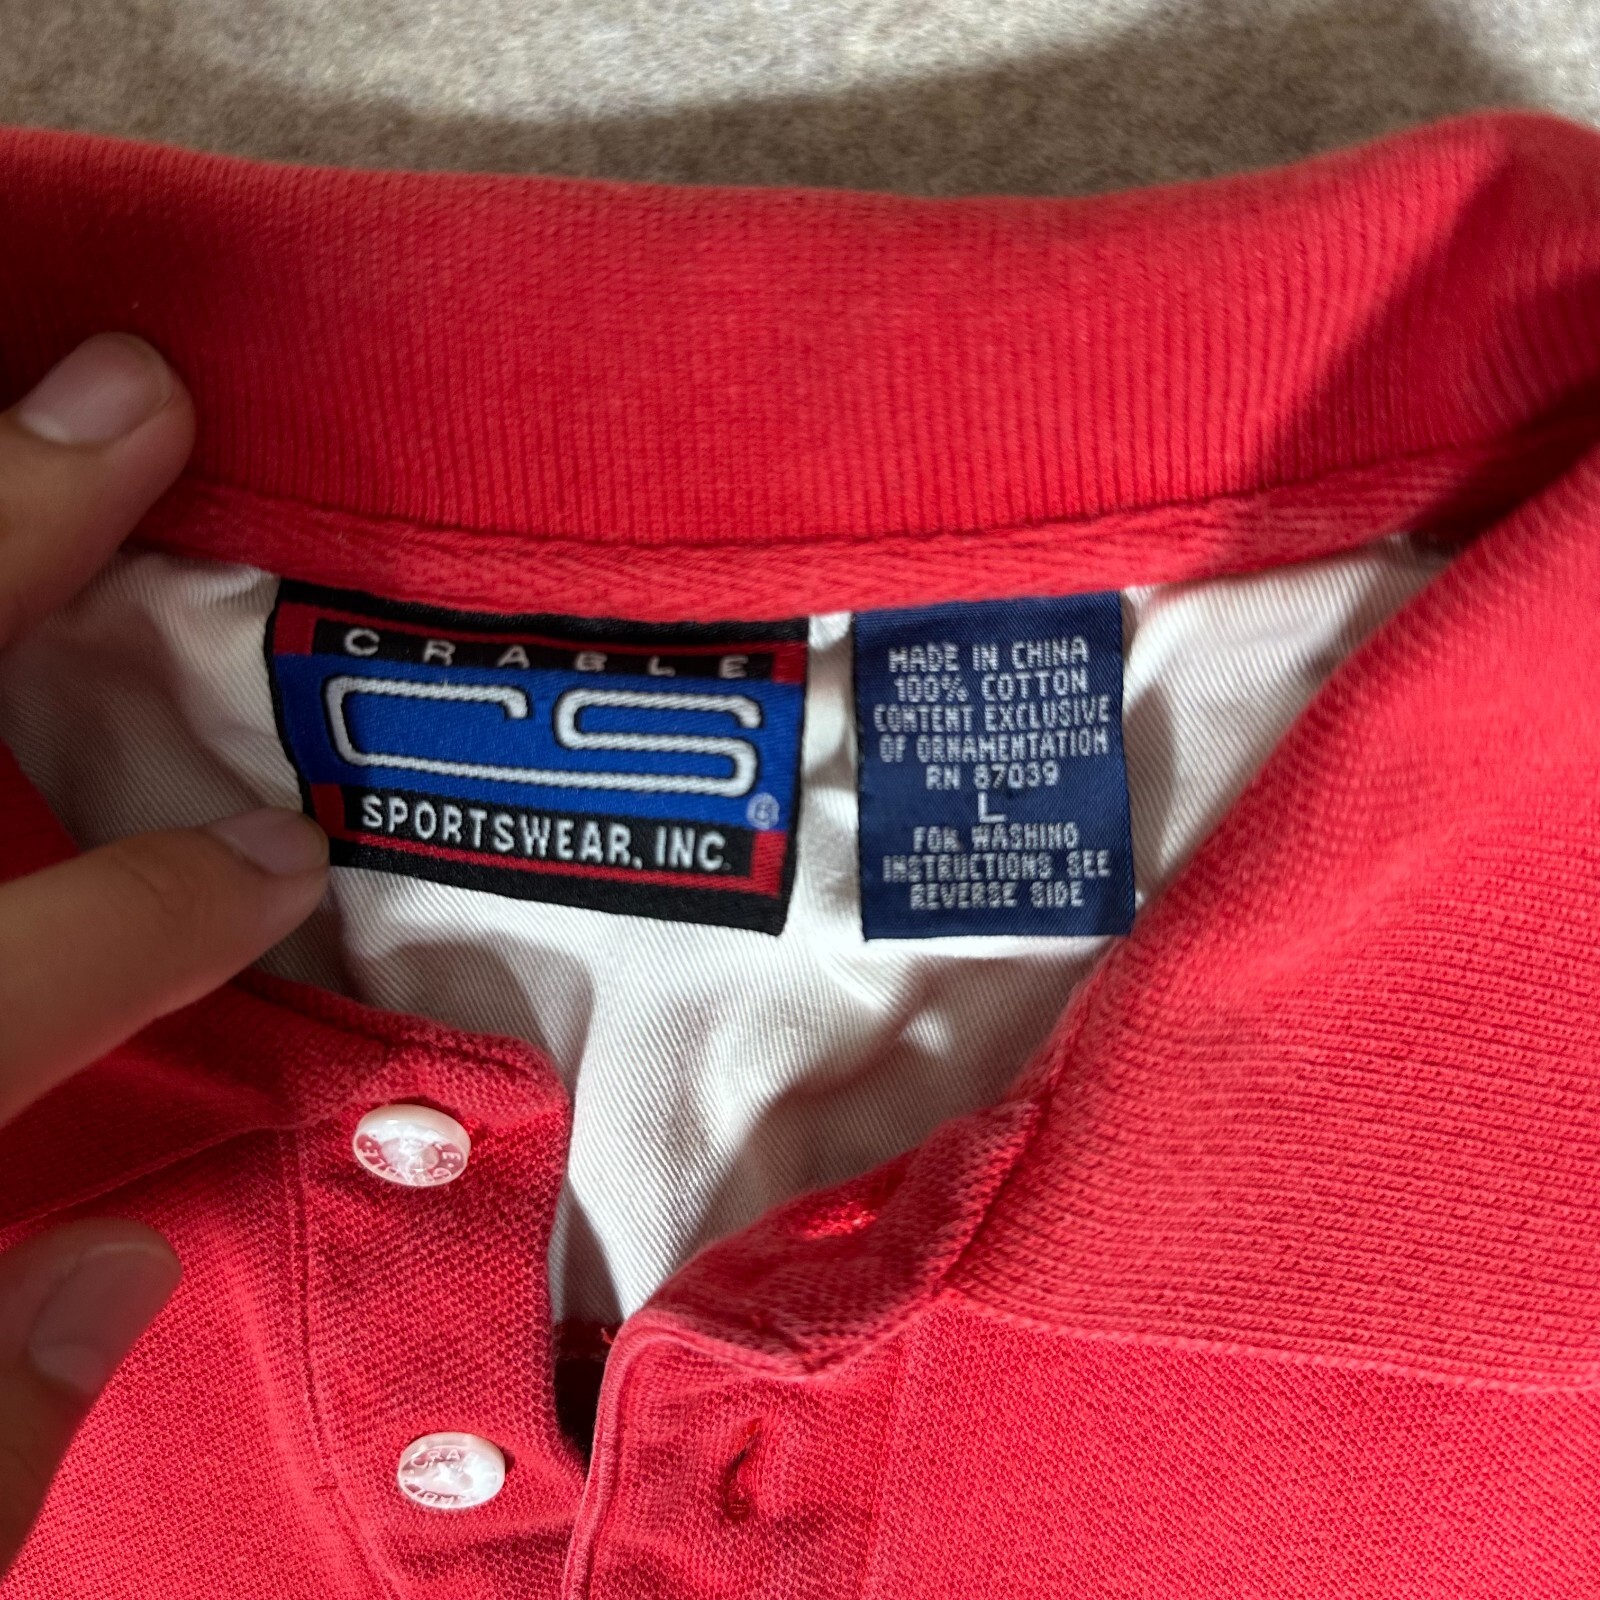 CRABLE
CS
SPORTSWEAR, INC.
®
MADE IN CHINA
100% COTTON
CONTENT EXCLUSIVE
OF ORNAMENTATION
RN 87039
L
FOR WASHING
INSTRUCTIONS SEE
REVERSE SIDE